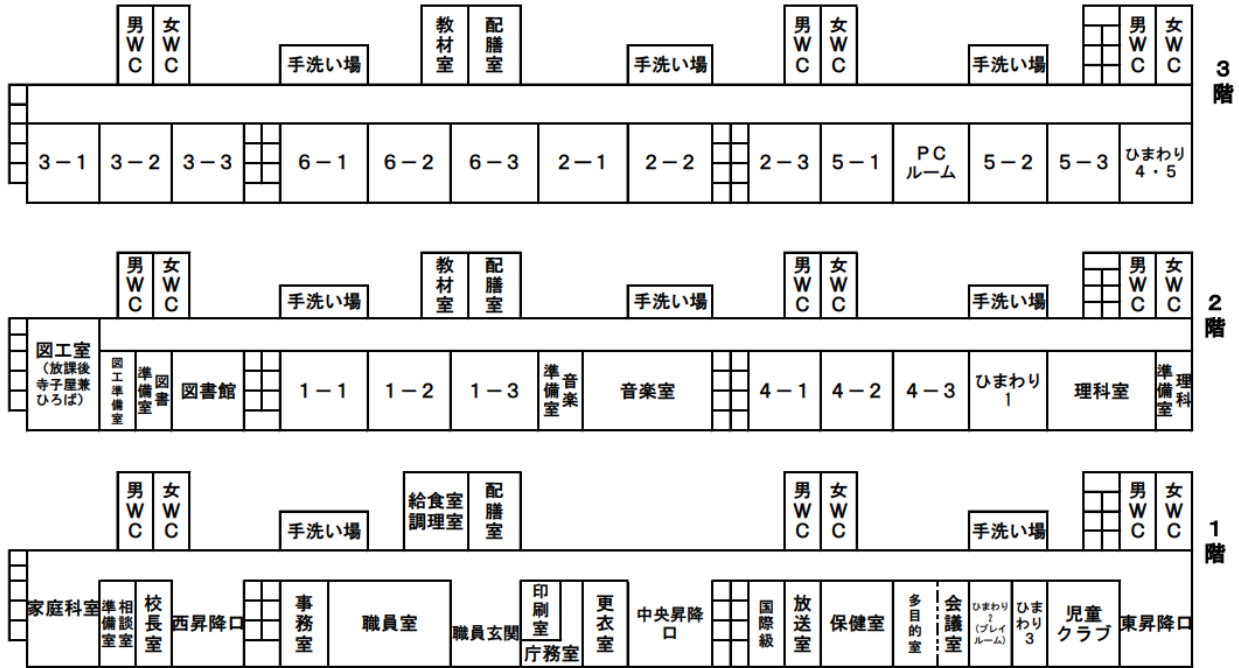 男WC
女WC
手洗い場
教材室
配膳室
手洗い場
男WC
女WC
手洗い場
男WC
女WC
3階
3-1
3-2
3-3
6-1
6-2
6-3
2-1
2-2
2-3
5-1
PC
ルーム
5-2
5-3
ひまわり
4・5
男WC
女WC
手洗い場
教材室
配膳室
手洗い場
男WC
女WC
手洗い場
男WC
女WC
2階
図工室
(放課後
寺子屋兼
ひろば)
図工準備室
図書
準備室
図書館
1-1
1-2
1-3
音楽
準備室
音楽室
4-1
4-2
4-3
ひまわり
1
理科室
理科
準備室
男WC
女WC
手洗い場
給食室
調理室
配膳室
男WC
女WC
手洗い場
男WC
女WC
1階
家庭科室
相談室
準備室
校長室
西昇降口
事務室
職員室
職員玄関
印刷室
庁務室
更衣室
中央昇降
口
国際級
放送室
保健室
多目的室
会議室
ひまわり
2
(プレイ
ルーム)
ひま
わり
3
児童
クラブ
東昇降口